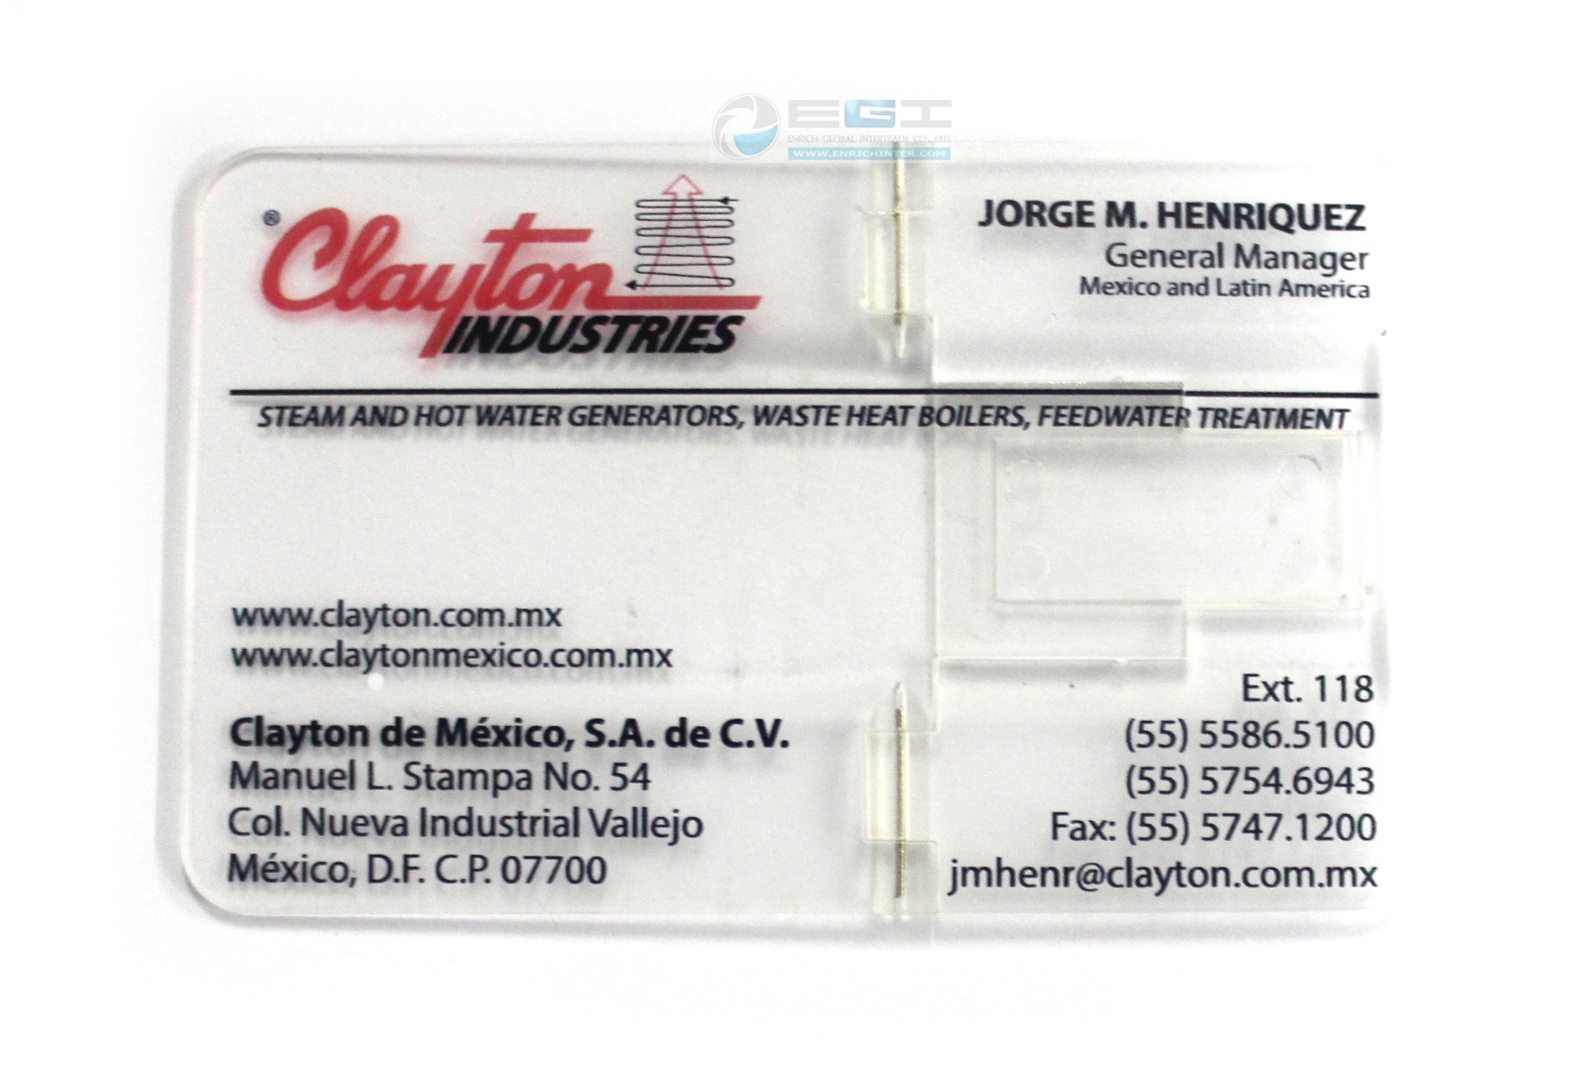 EGI
ENRICH GLOBAL INTERTRADE CO., LTD.
WWW.ENRICHINTER.COM
® Clayton
INDUSTRIES
JORGE M. HENRIQUEZ
General Manager
Mexico and Latin America
STEAM AND HOT WATER GENERATORS, WASTE HEAT BOILERS, FEEDWATER TREATMENT
www.clayton.com.mx
www.claytonmexico.com.mx
Clayton de México, S.A. de C.V.
Manuel L. Stampa No. 54
Col. Nueva Industrial Vallejo
México, D.F. C.P. 07700
Ext. 118
(55) 5586.5100
(55) 5754.6943
Fax: (55) 5747.1200
jmhenr@clayton.com.mx